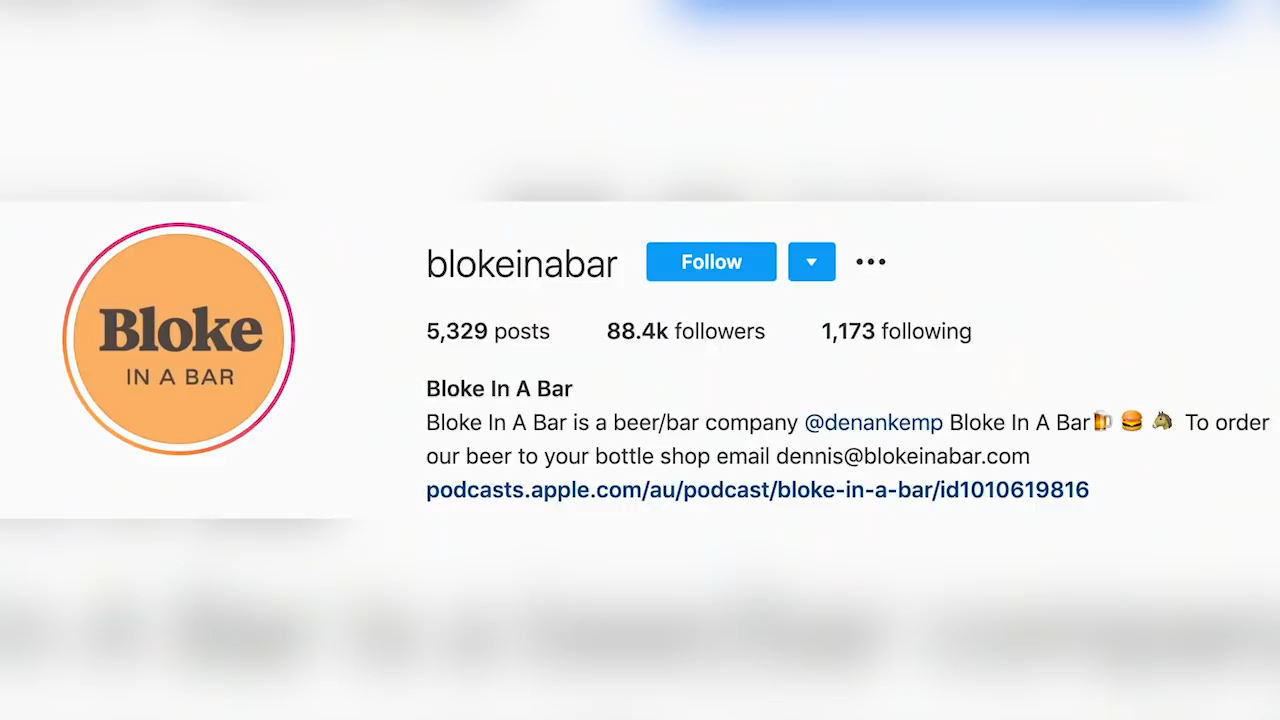 Bloke
IN A BAR
blokeinabar Follow
5,329 posts 88.4k followers 1,173 following
Bloke In A Bar
Bloke In A Bar is a beer/bar company @denankemp Bloke In A Bar🍺 🍔 🐴 To order
our beer to your bottle shop email dennis@blokeinabar.com
podcasts.apple.com/au/podcast/bloke-in-a-bar/id1010619816